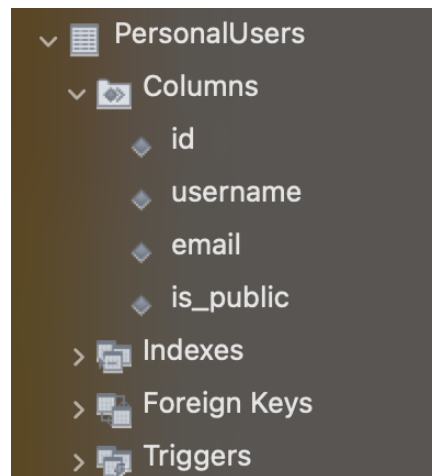 PersonalUsers
Columns
id
username
email
is_public
Indexes
Foreign Keys
Triggers